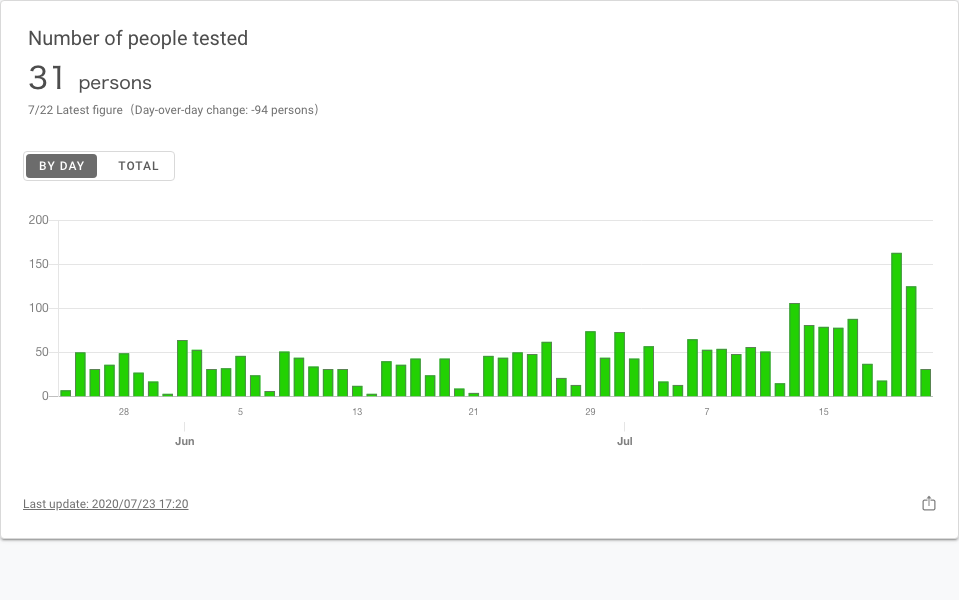 Number of people tested
31 persons
7/22 Latest figure（Day-over-day change: -94 persons）
BY DAY TOTAL
200
150
100
50
0
28 5 13 21 29 7 15
Jun Jul
Last update: 2020/07/23 17:20